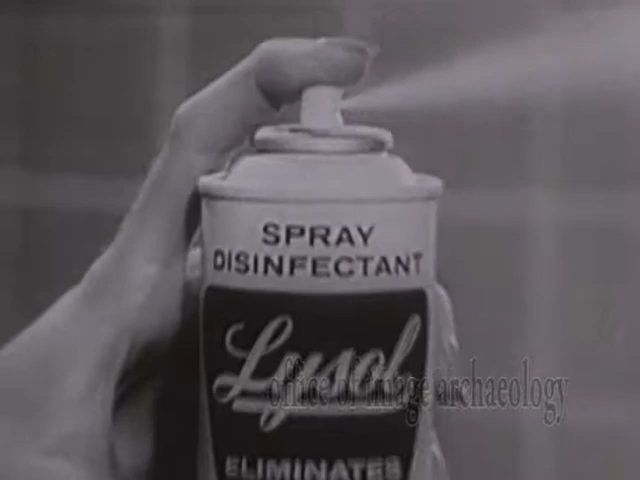 SPRAY
DISINFECTANT
Lysol
office of image archaeology
ELIMINATES